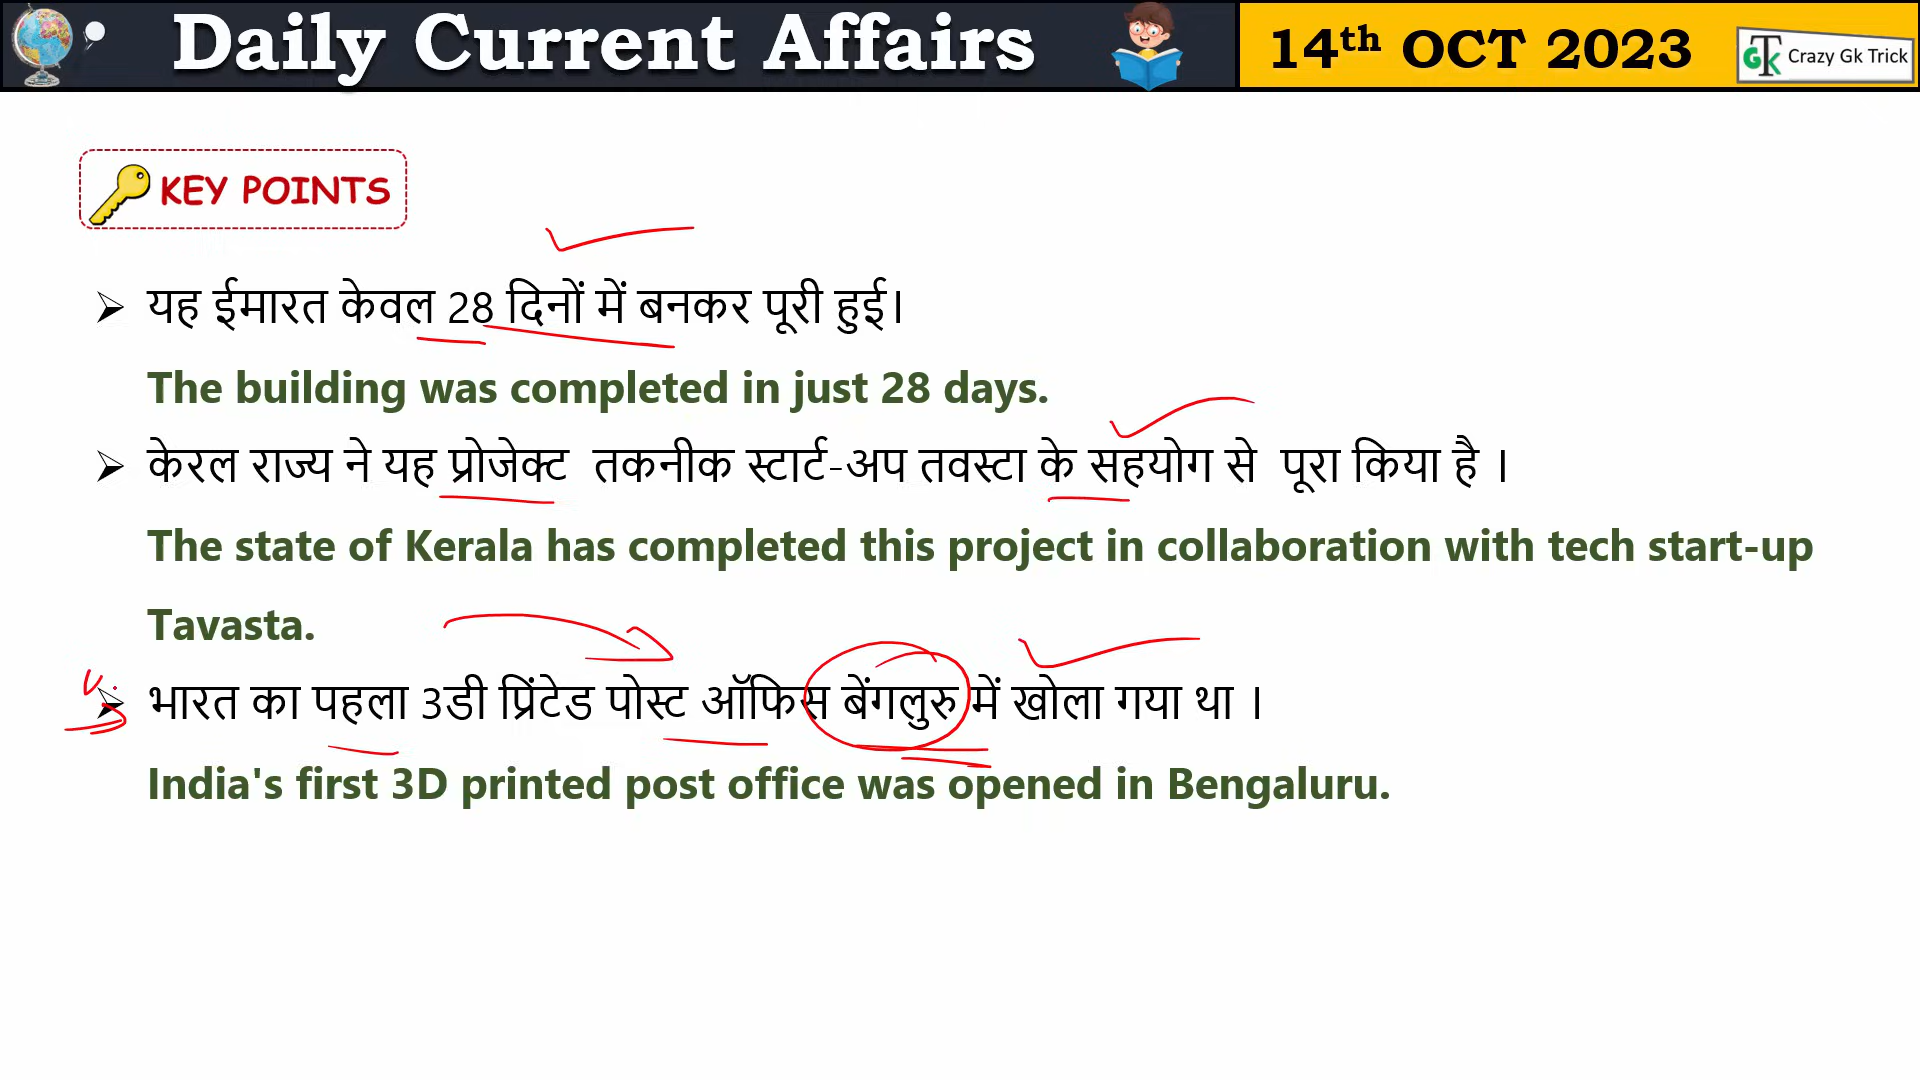 Daily Current Affairs
14th OCT 2023
GTK Crazy Gk Trick
KEY POINTS
➢ यह ईमारत केवल 28 दिनों में बनकर पूरी हुई।
The building was completed in just 28 days.
➢ केरल राज्य ने यह प्रोजेक्ट तकनीक स्टार्ट-अप तवस्टा के सहयोग से पूरा किया है ।
The state of Kerala has completed this project in collaboration with tech start-up
Tavasta.
➢ भारत का पहला 3डी प्रिंटेड पोस्ट ऑफिस बेंगलुरु में खोला गया था ।
India's first 3D printed post office was opened in Bengaluru.